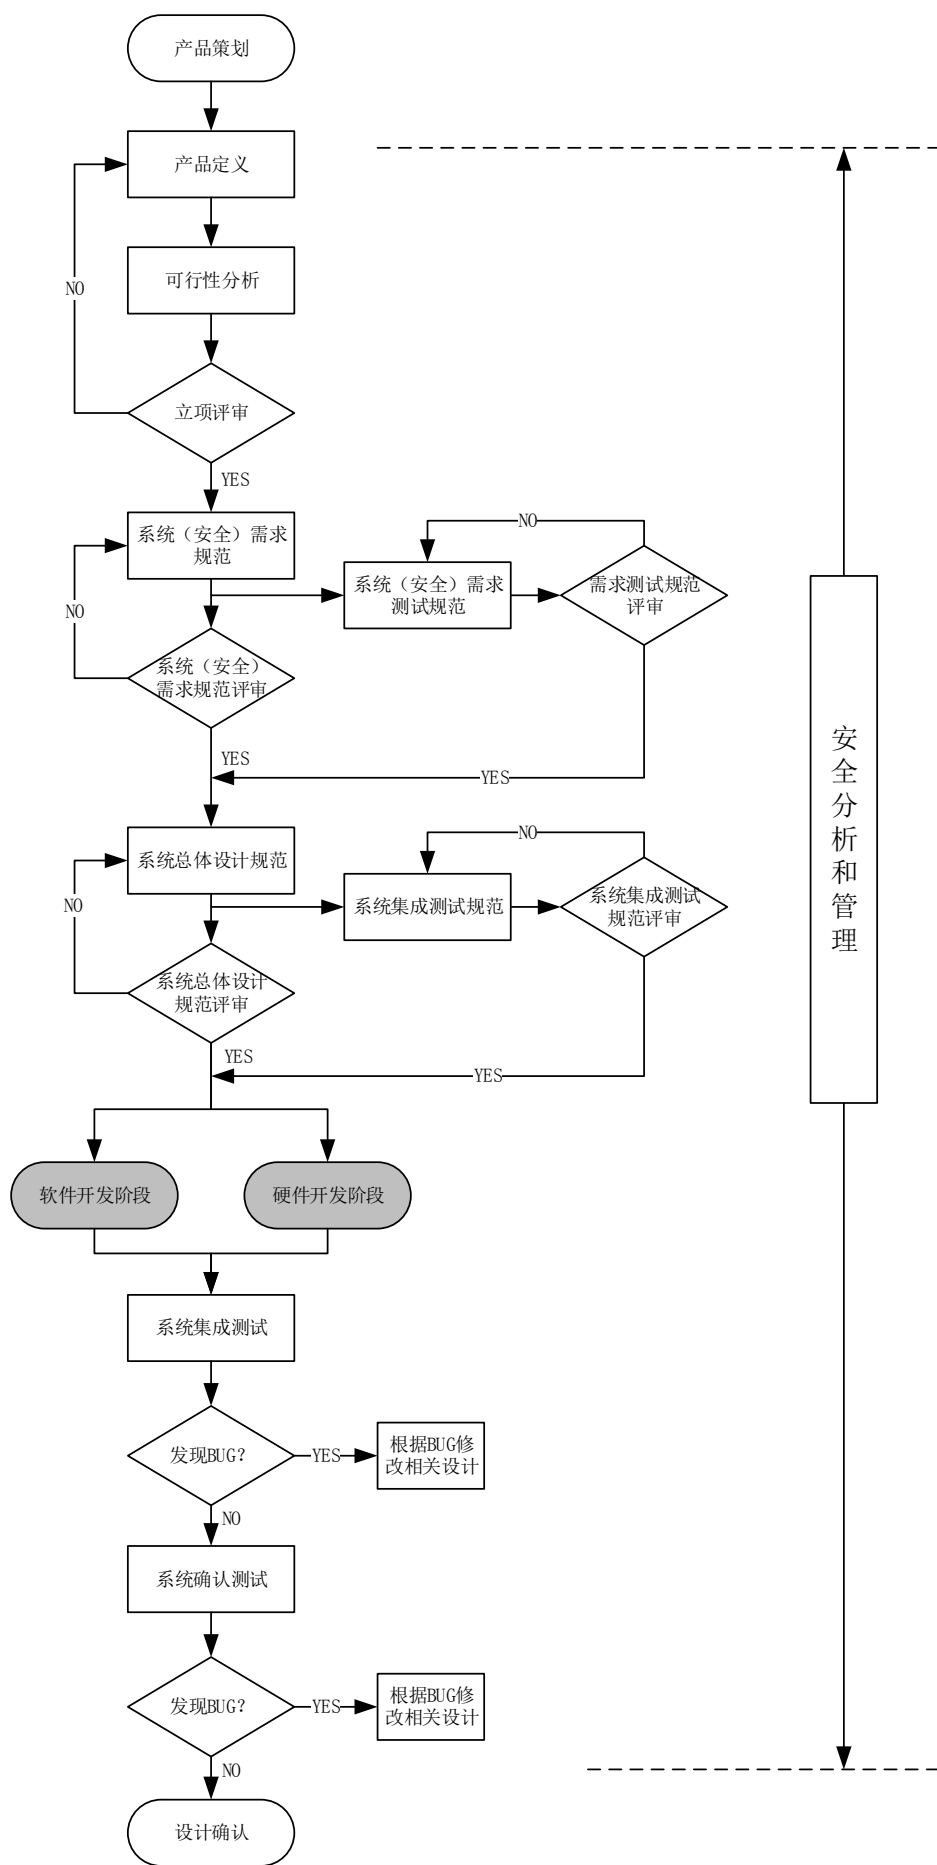 产品策划
产品定义
可行性分析
NO
立项评审
YES
系统（安全）需求
规范
NO
系统（安全）需求
测试规范
需求测试规范
评审
NO
系统（安全）
需求规范评审
YES
YES
系统总体设计规范
NO
系统集成测试规范
系统集成测试
规范评审
NO
系统总体设计
规范评审
YES
YES
软件开发阶段
硬件开发阶段
系统集成测试
发现BUG?
YES
根据BUG修
改相关设计
NO
系统确认测试
发现BUG?
YES
根据BUG修
改相关设计
NO
设计确认
安全分析和管理